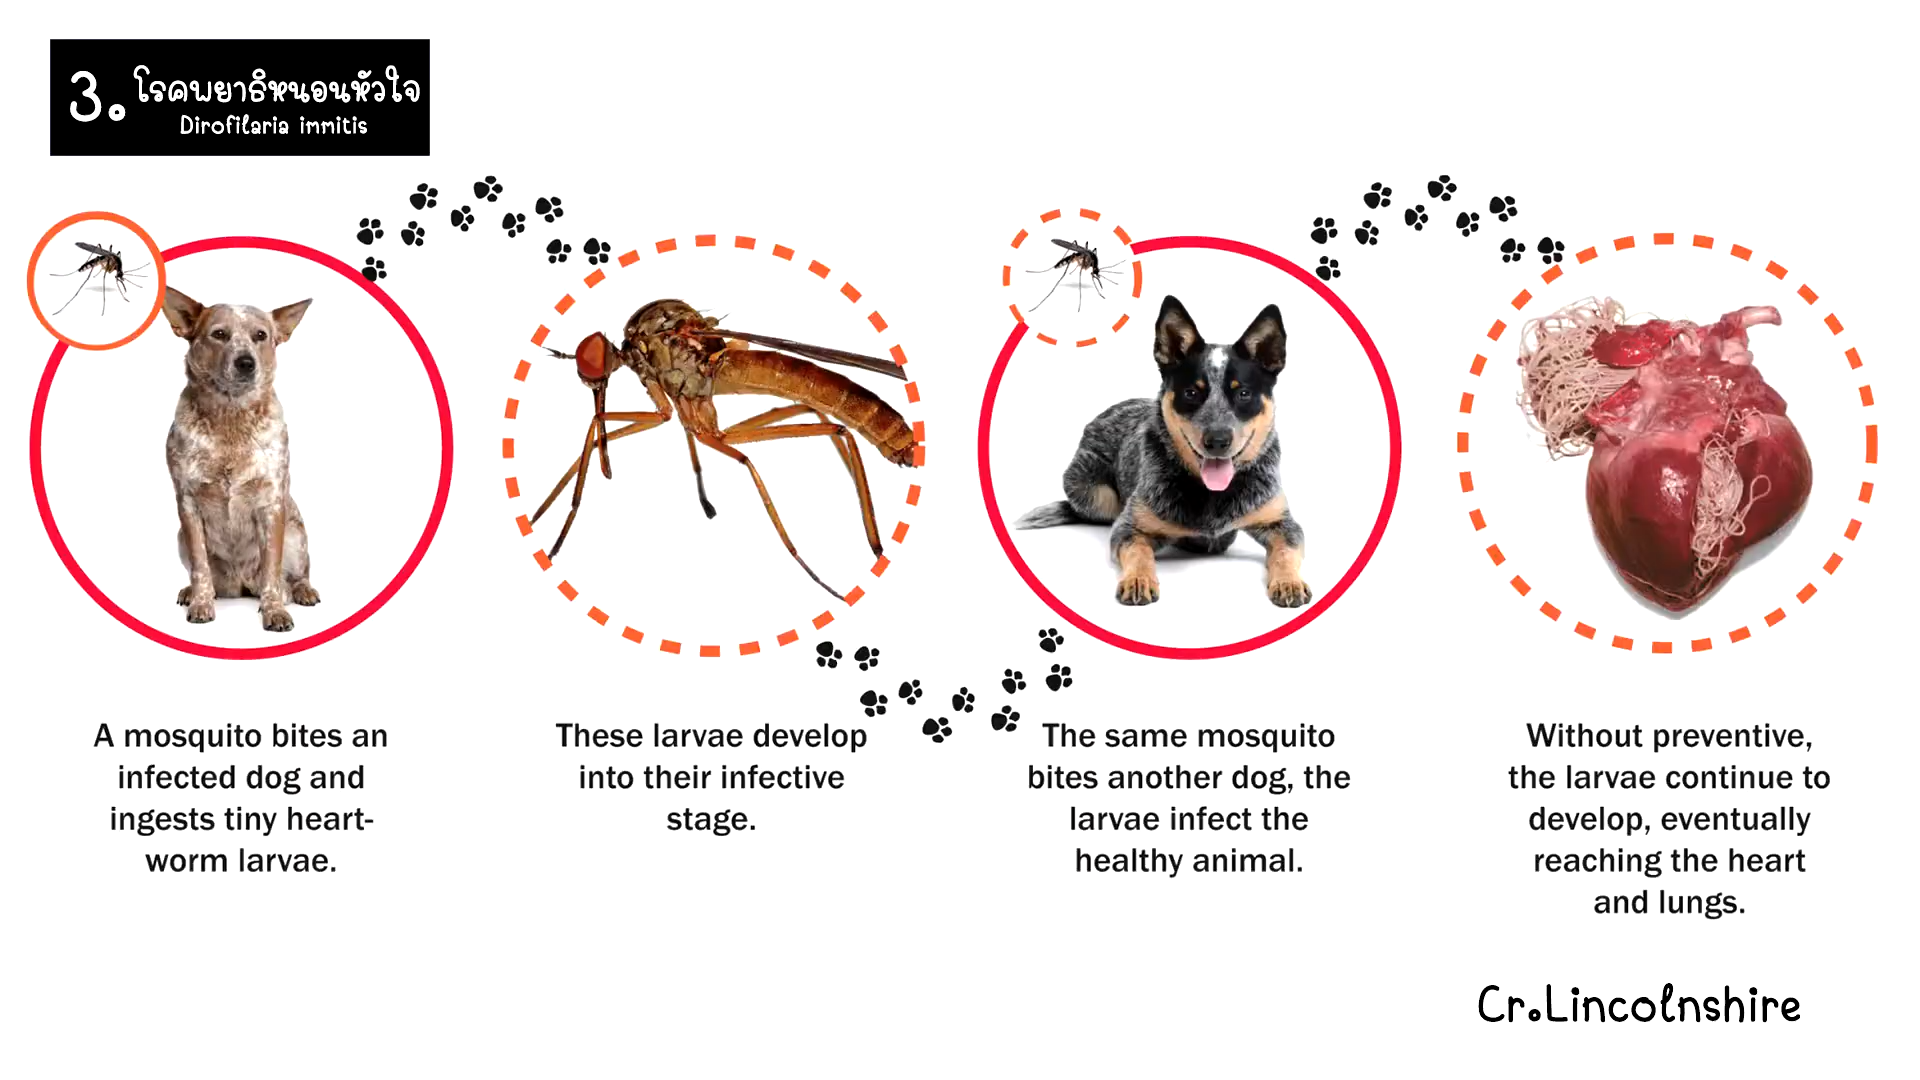 3. โรคพยาธิหนอนหัวใจ
Dirofilaria immitis
A mosquito bites an
infected dog and
ingests tiny heart-
worm larvae.
These larvae develop
into their infective
stage.
The same mosquito
bites another dog, the
larvae infect the
healthy animal.
Without preventive,
the larvae continue to
develop, eventually
reaching the heart
and lungs.
Cr.Lincolnshire